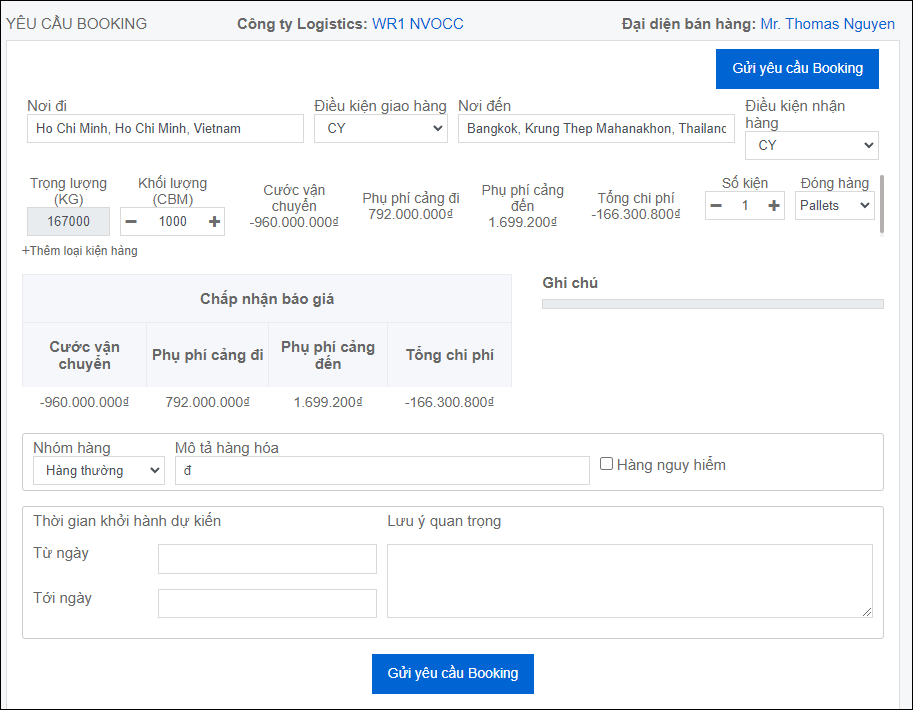 YÊU CẦU BOOKING Công ty Logistics: WR1 NVOCC Đại diện bán hàng: Mr. Thomas Nguyen
Gửi yêu cầu Booking
Nơi đi
Ho Chi Minh, Ho Chi Minh, Vietnam
Điều kiện giao hàng
CY
Nơi đến
Bangkok, Krung Thep Mahanakhon, Thailanc
Điều kiện nhận
hàng
CY
Trọng lượng
(KG)
167000
Khối lượng
(CBM)
− 1000 +
Cước vận
chuyển
-960.000.000₫
Phụ phí cảng đi
792.000.000₫
Phụ phí cảng
đến
1.699.200₫
Tổng chi phí
-166.300.800₫
Số kiện
− 1 +
Đóng hàng
Pallets
+Thêm loại kiện hàng
Chấp nhận báo giá
Cước vận
chuyển
Phụ phí cảng đi
Phụ phí cảng
đến
Tổng chi phí
-960.000.000₫ 792.000.000₫ 1.699.200₫ -166.300.800₫
Ghi chú
Nhóm hàng
Hàng thường
Mô tả hàng hóa
đ
Hàng nguy hiểm
Thời gian khởi hành dự kiến
Từ ngày
Tới ngày
Lưu ý quan trọng
Gửi yêu cầu Booking